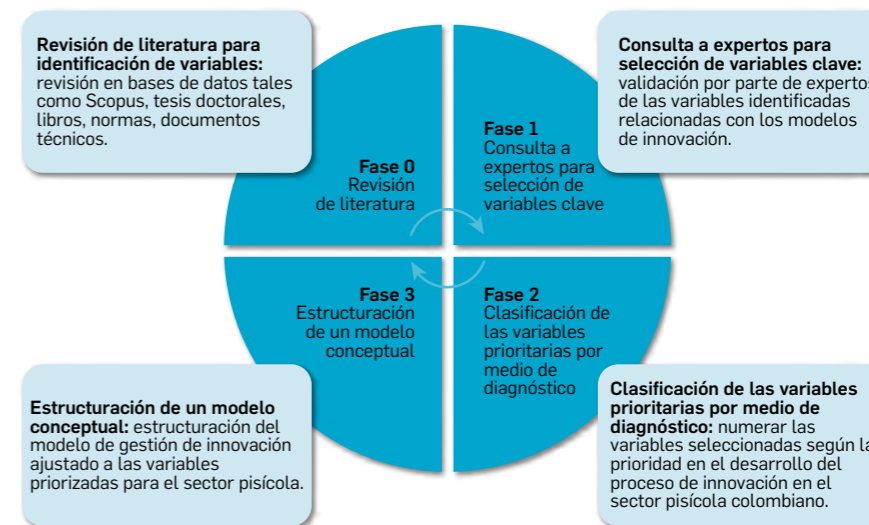 Revisión de literatura para
identificación de variables:
revisión en bases de datos tales
como Scopus, tesis doctorales,
libros, normas, documentos
técnicos.
Fase 0
Revisión
de literatura
Fase 1
Consulta a
expertos para
selección de
variables clave
Consulta a expertos para
selección de variables clave:
validación por parte de expertos
de las variables identificadas
relacionadas con los modelos
de innovación.
Fase 3
Estructuración
de un modelo
conceptual
Fase 2
Clasificación de
las variables
prioritarias por
medio de
diagnóstico
Estructuración de un modelo
conceptual: estructuración del
modelo de gestión de innovación
ajustado a las variables
priorizadas para el sector pisícola.
Clasificación de las variables
prioritarias por medio de
diagnóstico: numerar las
variables seleccionadas según la
prioridad en el desarrollo del
proceso de innovación en el
sector pisícola colombiano.